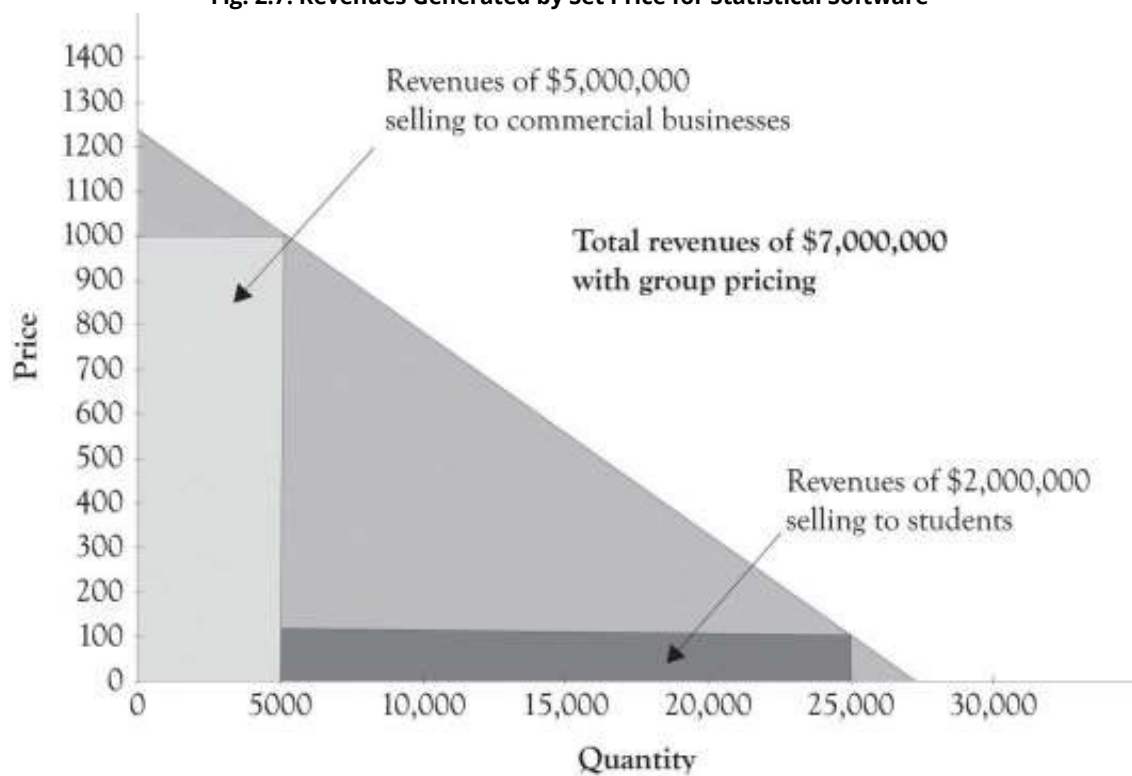 Fig. 2.7: Revenues Generated by Set Price for Statistical Software
1400
1300
1200
1100
1000
900
800
700
600
500
400
300
200
100
0
Price
Revenues of $5,000,000
selling to commercial businesses
Total revenues of $7,000,000
with group pricing
Revenues of $2,000,000
selling to students
0 5000 10,000 15,000 20,000 25,000 30,000
Quantity